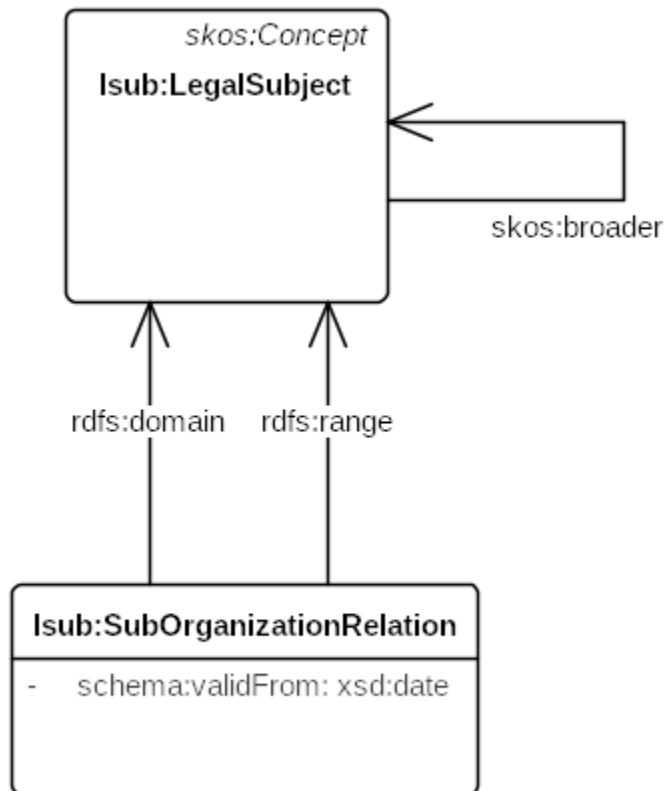 skos:Concept
lsub:LegalSubject
skos:broader
rdfs:domain rdfs:range
lsub:SubOrganizationRelation
- schema:validFrom: xsd:date